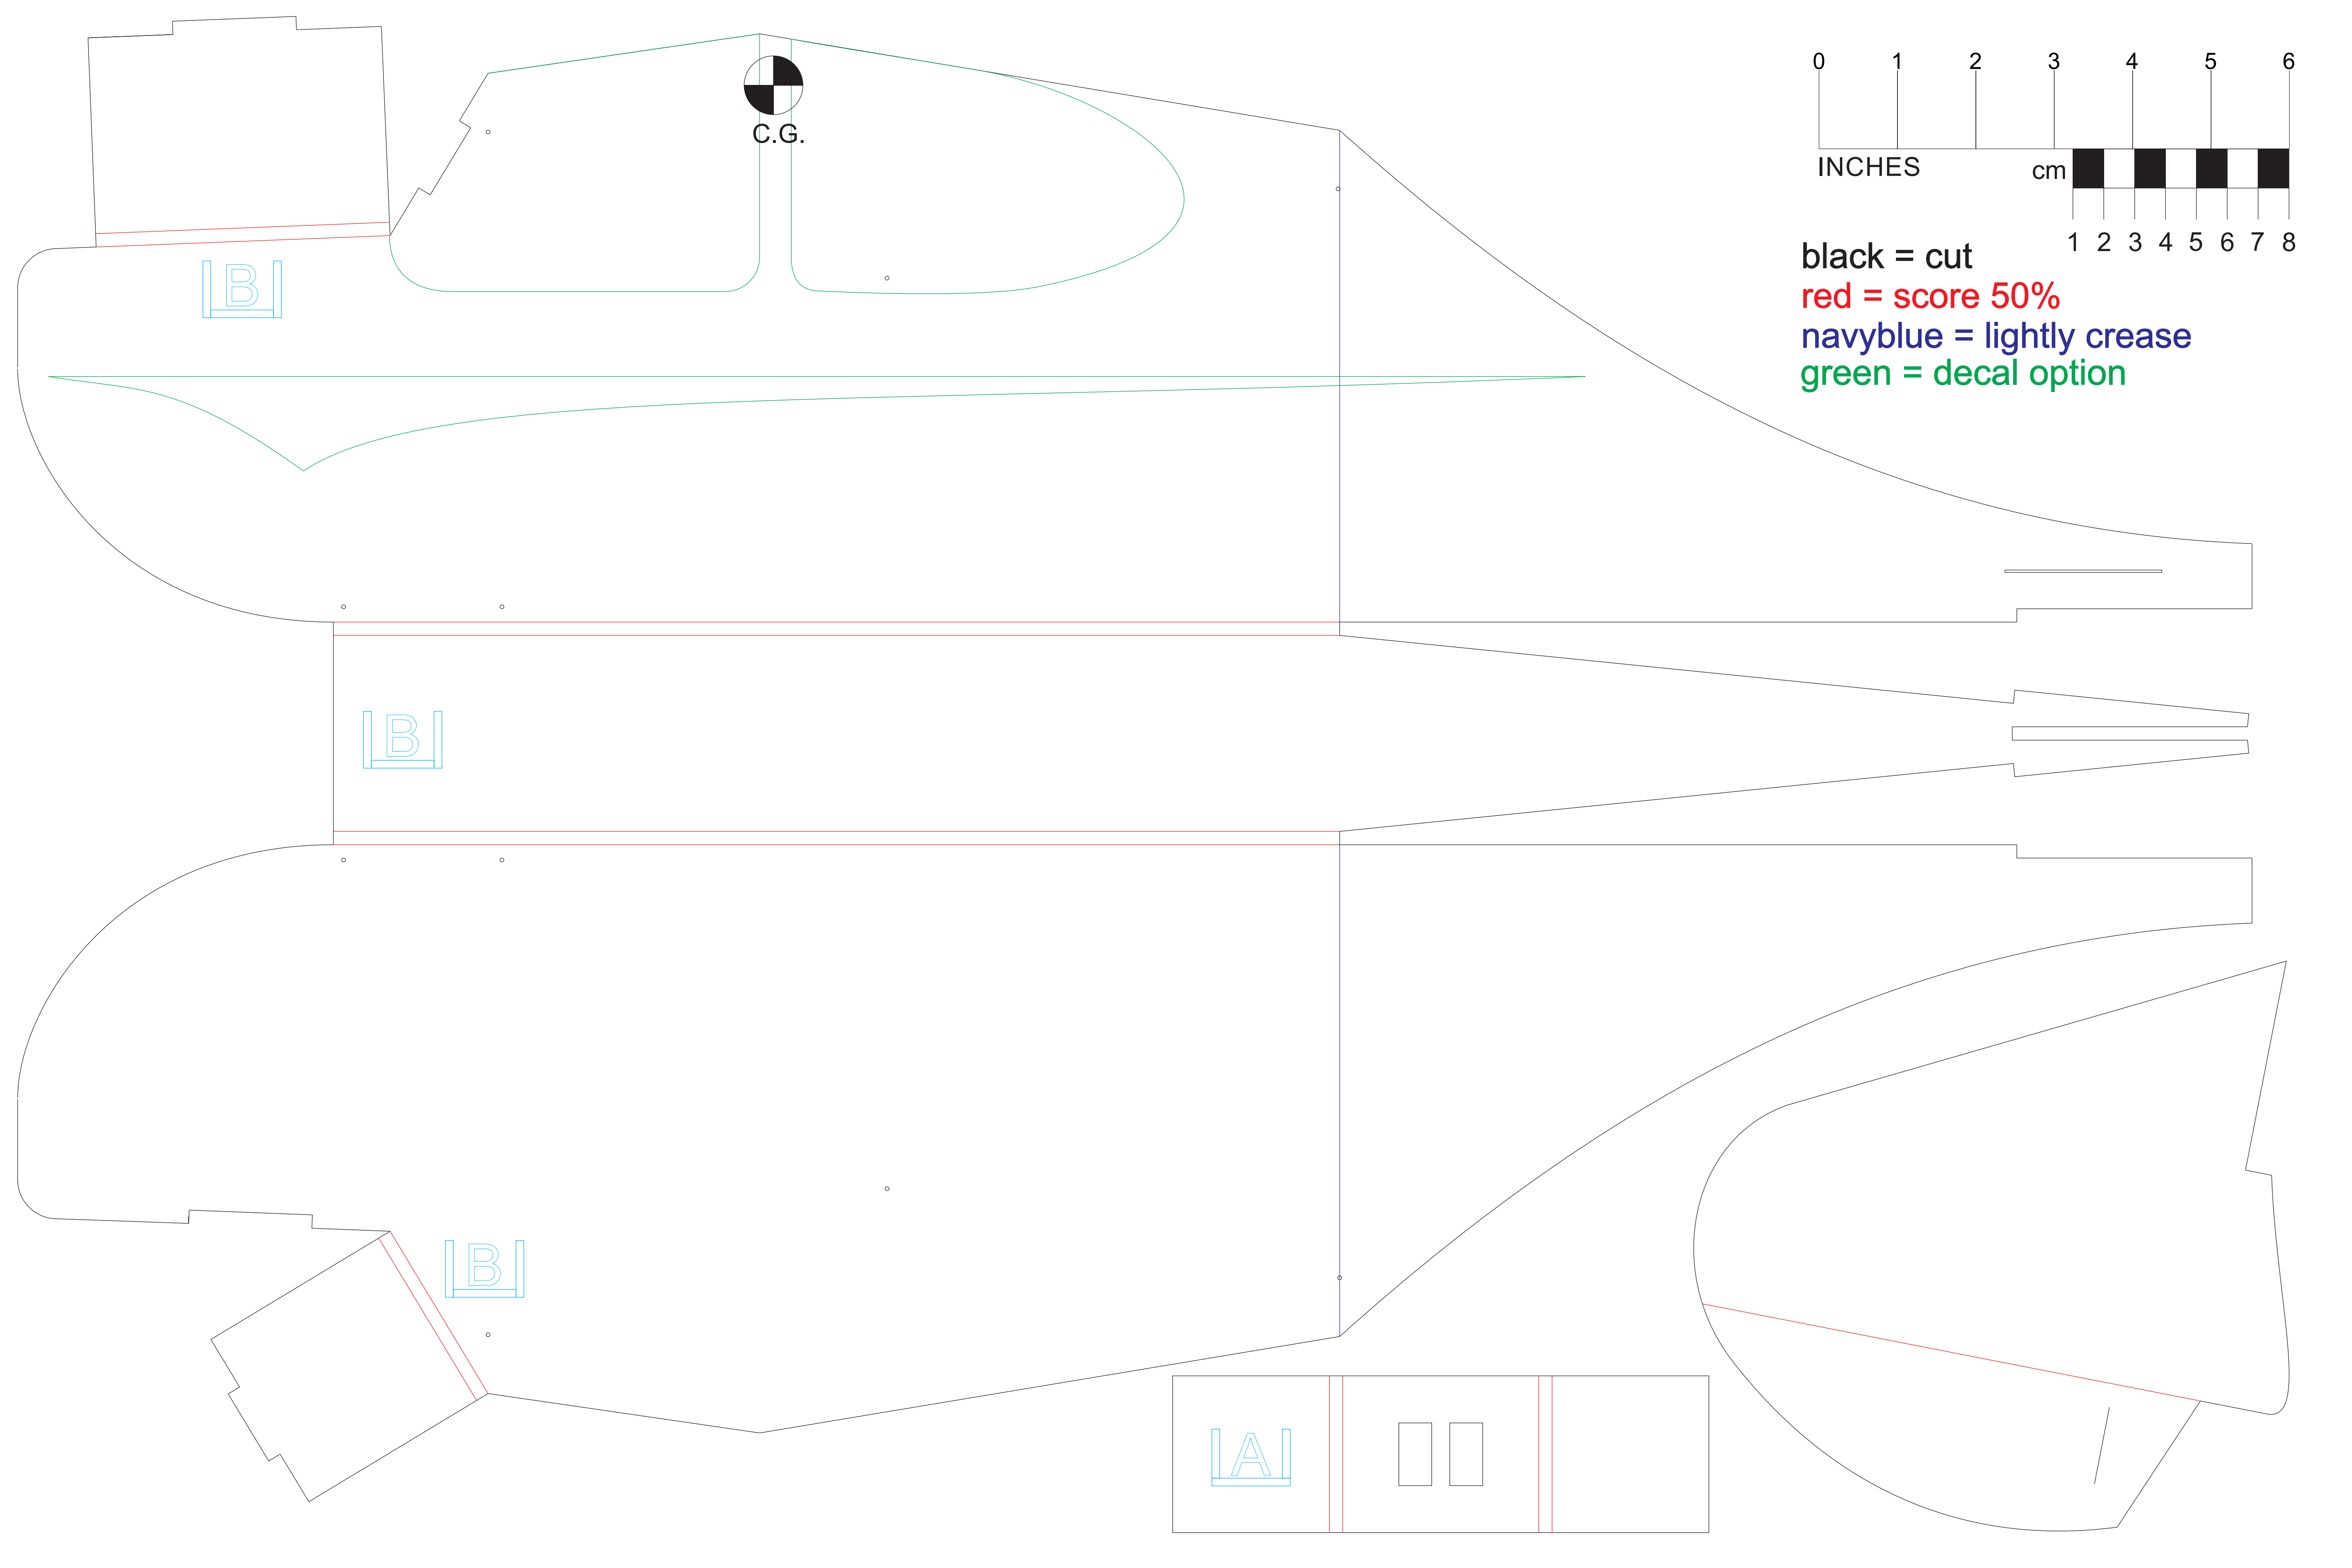 0 1 2 3 4 5 6
C.G.
INCHES
cm
1 2 3 4 5 6 7 8
black = cut
red = score 50%
navyblue = lightly crease
green = decal option
B
B
B
A